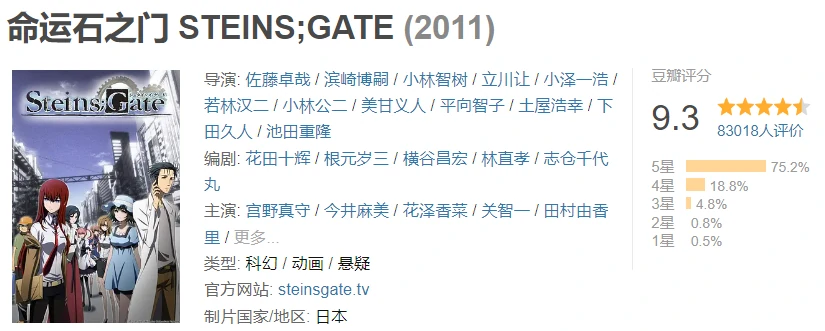 命运石之门 STEINS;GATE (2011)
Steins;Gate
导演: 佐藤卓哉 / 滨崎博嗣 / 小林智树 / 立川让 / 小泽一浩 /
若林汉二 / 小林公二 / 美甘义人 / 平向智子 / 土屋浩幸 / 下
田久人 / 池田重隆
编剧: 花田十辉 / 根元岁三 / 横谷昌宏 / 林直孝 / 志仓千代
丸
主演: 宫野真守 / 今井麻美 / 花泽香菜 / 关智一 / 田村由香
里 / 更多...
类型: 科幻 / 动画 / 悬疑
官方网站: steinsgate.tv
制片国家/地区: 日本
豆瓣评分
9.3
83018人评价
5星 75.2%
4星 18.8%
3星 4.8%
2星 0.8%
1星 0.5%